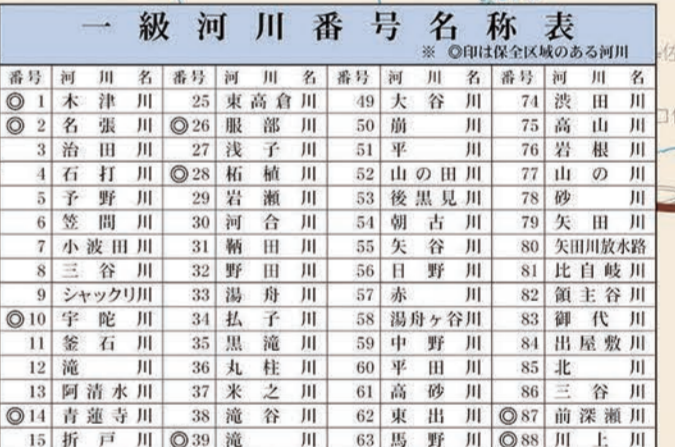 一級河川番号名称表
※ ◎印は保全区域のある河川
番号 河川名 番号 河川名 番号 河川名 番号 河川名
◎ 1 木津川 25 東高倉川 49 大谷川 74 渋田川
◎ 2 名張川 ◎26 服部川 50 崩川 75 高山川
3 治田川 27 浅子川 51 平川 76 岩根川
4 石打川 ◎28 柘植川 52 山の田川 77 山の川
5 予野川 29 岩瀬川 53 後黒見川 78 砂川
6 笠間川 30 河合川 54 朝古川 79 矢田川
7 小波田川 31 鞆田川 55 矢谷川 80 矢田川放水路
8 三谷川 32 野田川 56 日野川 81 比自岐川
9 シャックリ川 33 湯舟川 57 赤川 82 領主谷川
◎10 宇陀川 34 払子川 58 湯舟ヶ谷川 83 御代川
11 釜石川 35 黒滝川 59 中野川 84 出屋敷川
12 滝川 36 丸柱川 60 平田川 85 北川
13 阿清水川 37 米之川 61 高砂川 86 三谷川
◎14 青蓮寺川 38 滝谷川 62 東出川 ◎87 前深瀬川
15 折戸川 ◎39 滝川 63 馬野川 ◎88 川上川